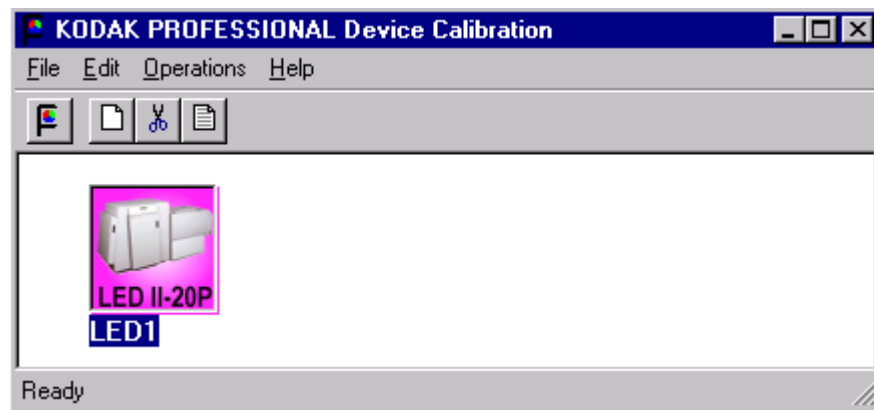 KODAK PROFESSIONAL Device Calibration
File Edit Operations Help
LED II-20P
LED1
Ready